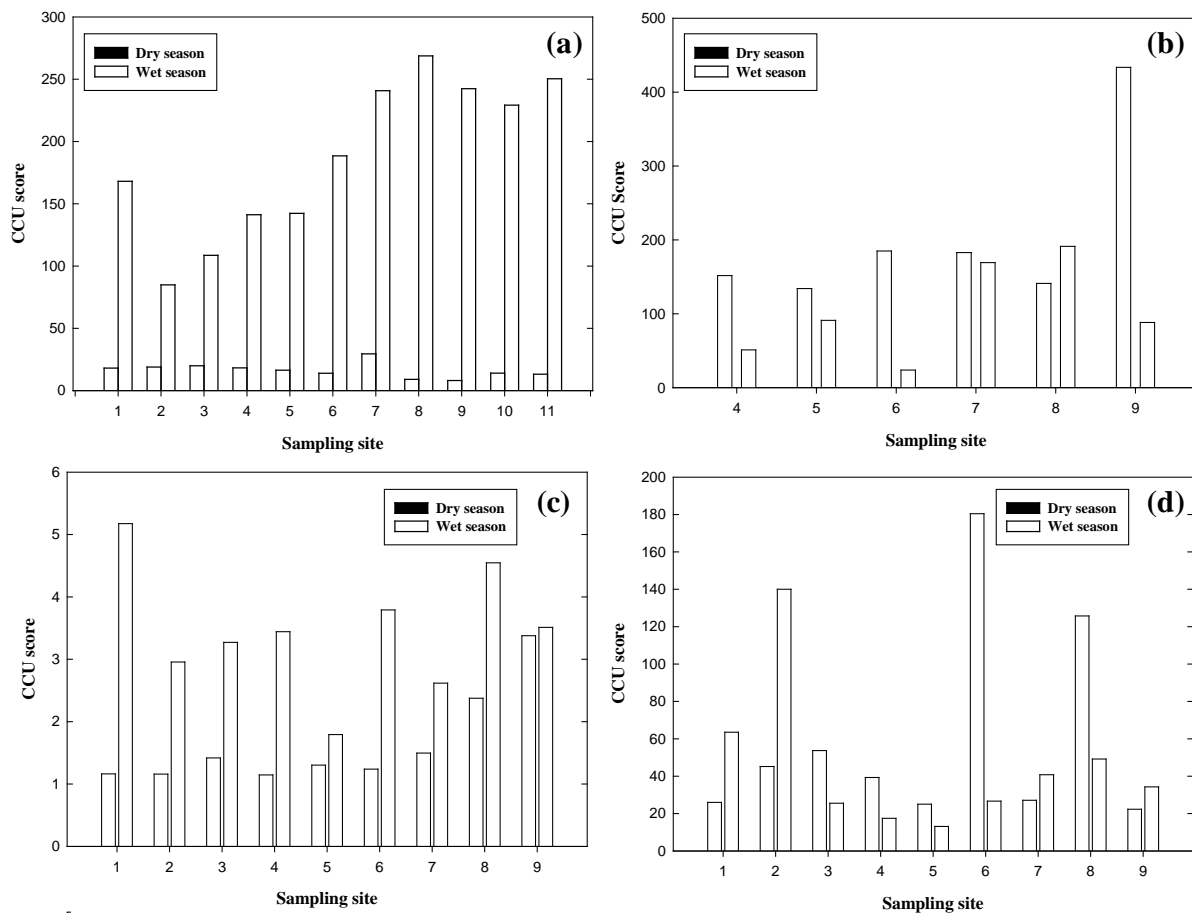 (a)
Dry season
Wet season
300
250
200
150
100
50
0
CCU score
1 2 3 4 5 6 7 8 9 10 11
Sampling site
(b)
Dry season
Wet season
500
400
300
200
100
0
CCU Score
4 5 6 7 8 9
Sampling site
(c)
Dry season
Wet season
6
5
4
3
2
1
0
CCU score
1 2 3 4 5 6 7 8 9
Sampling site
(d)
Dry season
Wet season
200
180
160
140
120
100
80
60
40
20
0
CCU score
1 2 3 4 5 6 7 8 9
Sampling site